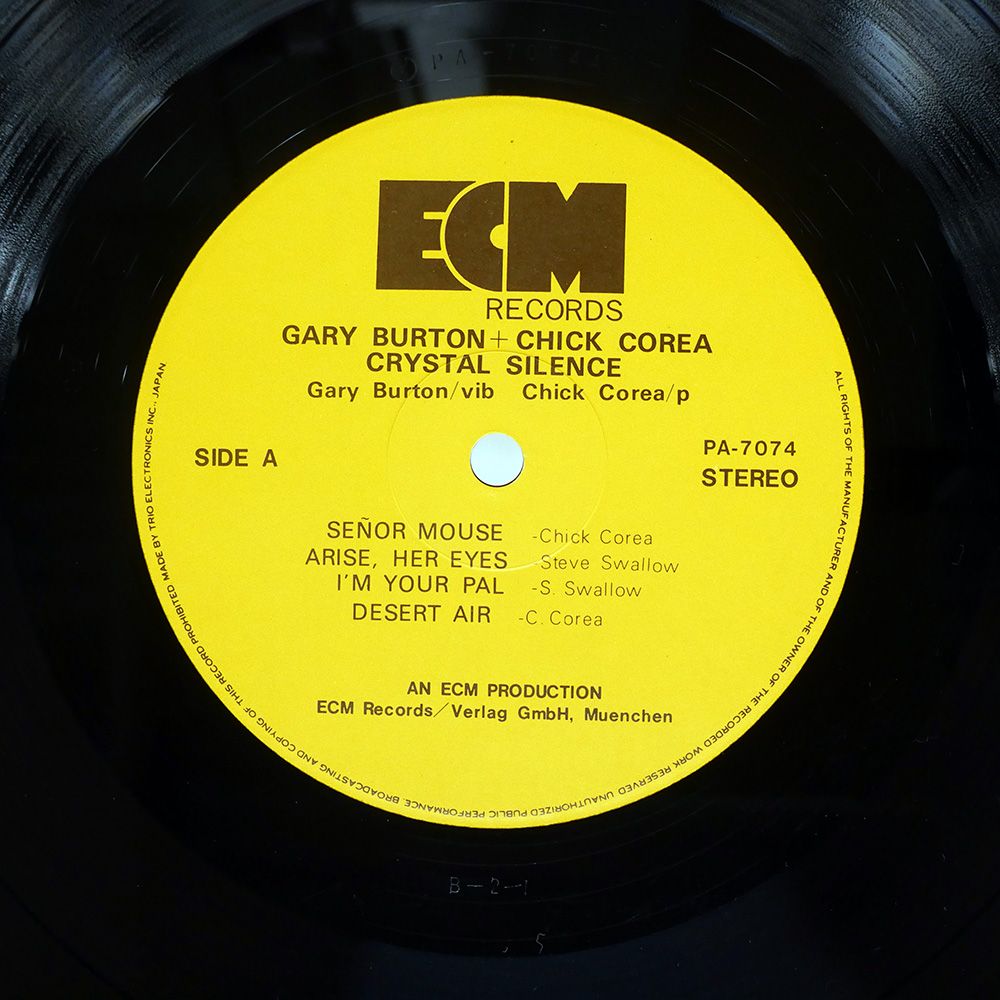 ECM
RECORDS
GARY BURTON + CHICK COREA
CRYSTAL SILENCE
Gary Burton/vib Chick Corea/p
SIDE A
PA-7074
STEREO
SEÑOR MOUSE -Chick Corea
ARISE, HER EYES -Steve Swallow
I'M YOUR PAL -S. Swallow
DESERT AIR -C. Corea
AN ECM PRODUCTION
ECM Records/Verlag GmbH, Muenchen
ALL RIGHTS OF THE MANUFACTURER AND OF THE OWNER OF THE RECORDED WORK RESERVED UNAUTHORIZED PUBLIC PERFORMANCE. BROADCASTING AND COPYING OF THIS RECORD PROHIBITED MADE BY TRIO ELECTRONICS INC., JAPAN
B-2-1
5